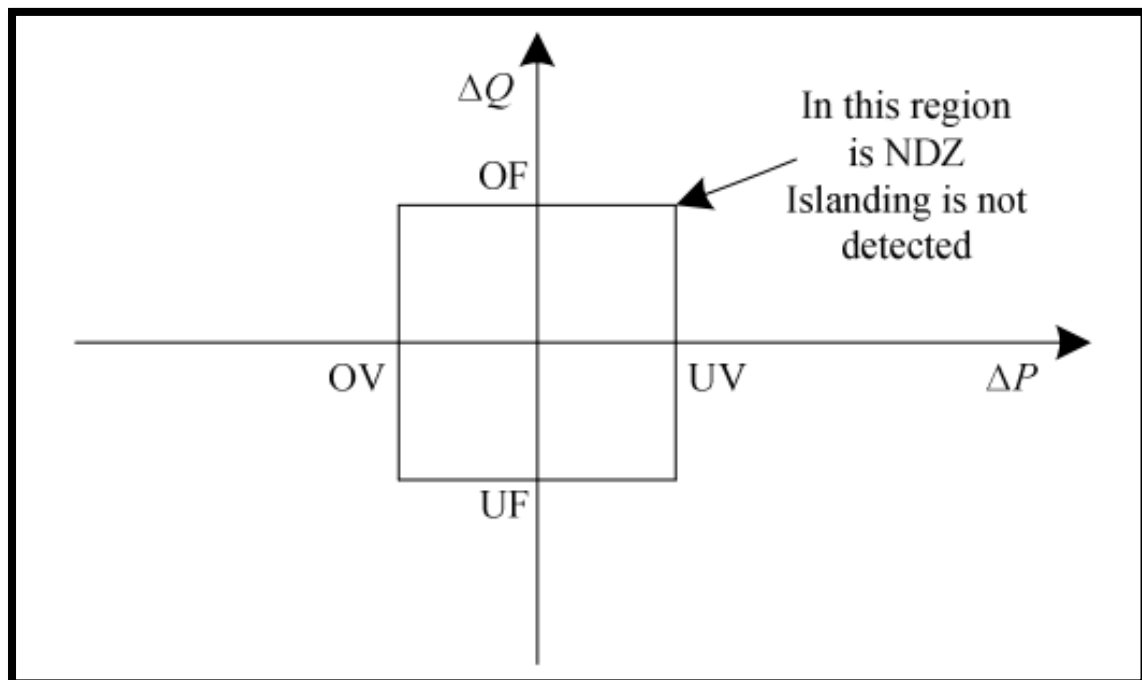 ΔQ
In this region
is NDZ
Islanding is not
detected
OF
OV
UV
ΔP
UF